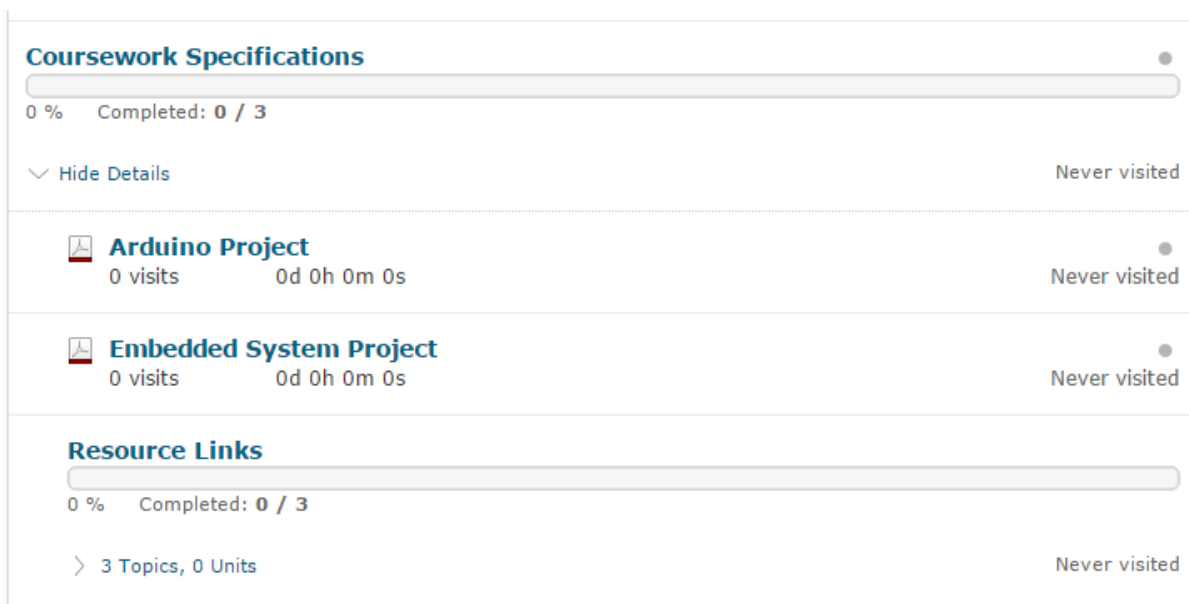 Coursework Specifications
0 % Completed: 0 / 3
Hide Details Never visited
Arduino Project
0 visits 0d 0h 0m 0s Never visited
Embedded System Project
0 visits 0d 0h 0m 0s Never visited
Resource Links
0 % Completed: 0 / 3
3 Topics, 0 Units Never visited